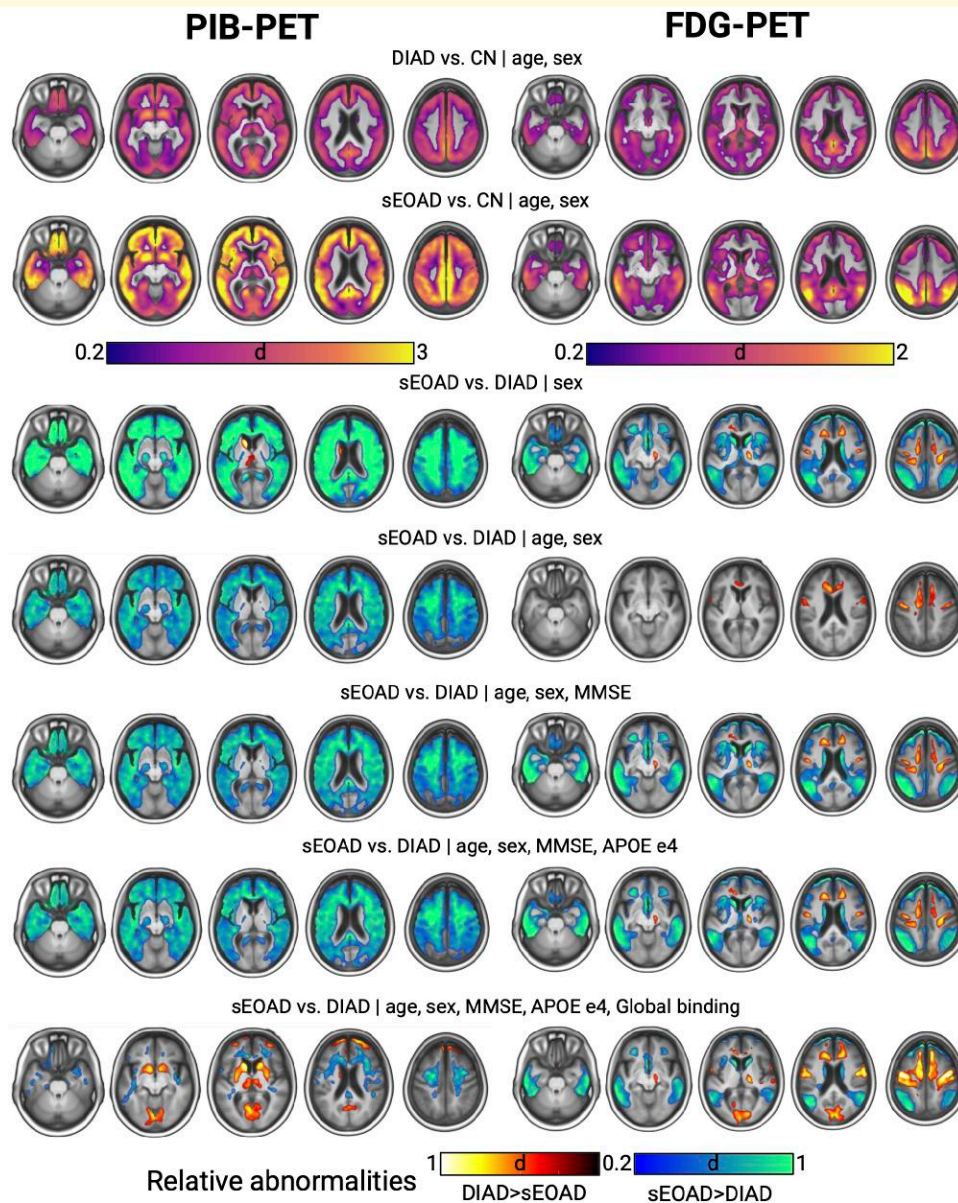 PIB-PET FDG-PET
DIAD vs. CN | age, sex
sEOAD vs. CN | age, sex
0.2 d 3 0.2 d 2
sEOAD vs. DIAD | sex
sEOAD vs. DIAD | age, sex
sEOAD vs. DIAD | age, sex, MMSE
sEOAD vs. DIAD | age, sex, MMSE, APOE e4
sEOAD vs. DIAD | age, sex, MMSE, APOE e4, Global binding
Relative abnormalities 1 d 0.2 d 1
DIAD>sEOAD sEOAD>DIAD